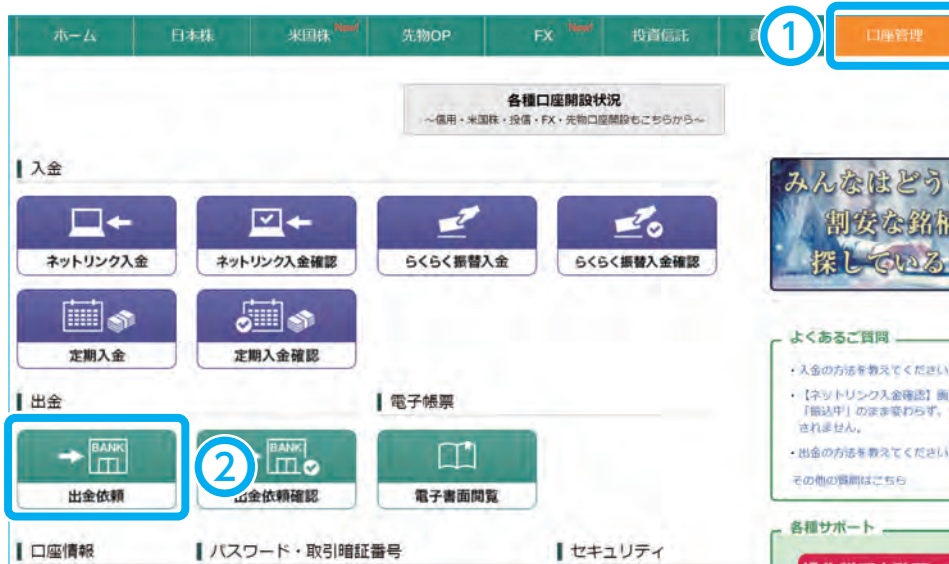 ホーム
日本株
米国株 New!
先物OP
FX New!
投資信託
①
口座管理
各種口座開設状況
～信用・米国株・投信・FX・先物口座開設もこちらから～
入金
ネットリンク入金
ネットリンク入金確認
らくらく振替入金
らくらく振替入金確認
定期入金
定期入金確認
みんなはどう
割安な銘柄
探している
よくあるご質問
・入金の方法を教えてください
・【ネットリンク入金確認】画
「振込中」のまま変わらず、
されません。
・出金の方法を教えてください
その他の質問はこちら
出金
電子帳票
BANK
出金依頼
②
BANK
出金依頼確認
電子書面閲覧
各種サポート
口座情報
パスワード・取引暗証番号
セキュリティ